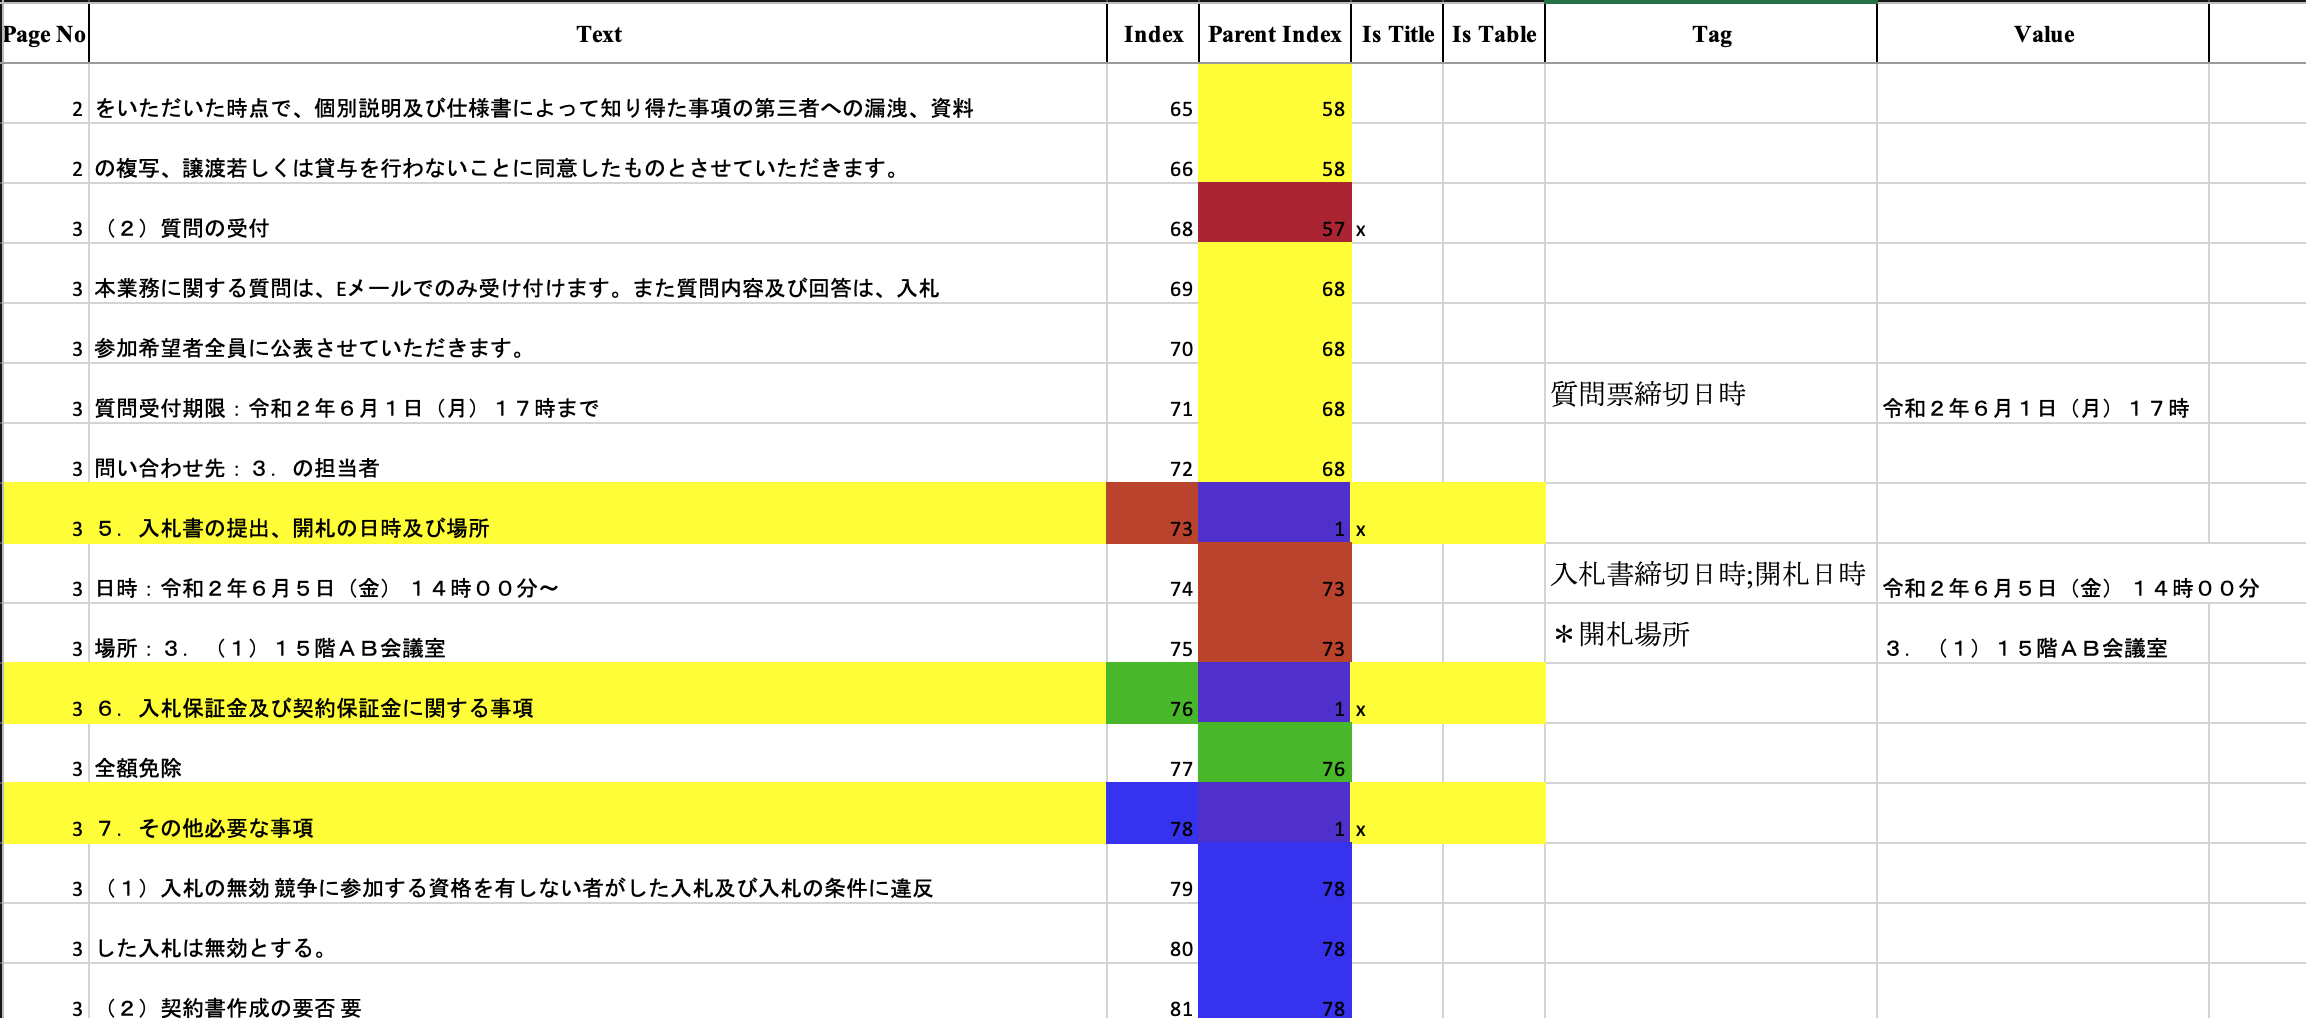 Page No Text Index Parent Index Is Title Is Table Tag Value
2 をいただいた時点で、個別説明及び仕様書によって知り得た事項の第三者への漏洩、資料 65 58
2 の複写、譲渡若しくは貸与を行わないことに同意したものとさせていただきます。 66 58
3 （２）質問の受付 68 57 x
3 本業務に関する質問は、Eメールでのみ受け付けます。また質問内容及び回答は、入札 69 68
3 参加希望者全員に公表させていただきます。 70 68
3 質問受付期限：令和２年６月１日（月）１７時まで 71 68 質問票締切日時 令和２年６月１日（月）１７時
3 問い合わせ先：３．の担当者 72 68
3 ５．入札書の提出、開札の日時及び場所 73 1 x
3 日時：令和２年６月５日（金） １４時００分～ 74 73 入札書締切日時;開札日時 令和２年６月５日（金） １４時００分
3 場所：３．（１）１５階ＡＢ会議室 75 73 ＊開札場所 ３．（１）１５階ＡＢ会議室
3 ６．入札保証金及び契約保証金に関する事項 76 1 x
3 全額免除 77 76
3 ７．その他必要な事項 78 1 x
3 （１）入札の無効 競争に参加する資格を有しない者がした入札及び入札の条件に違反 79 78
3 した入札は無効とする。 80 78
3 （２）契約書作成の要否 要 81 78